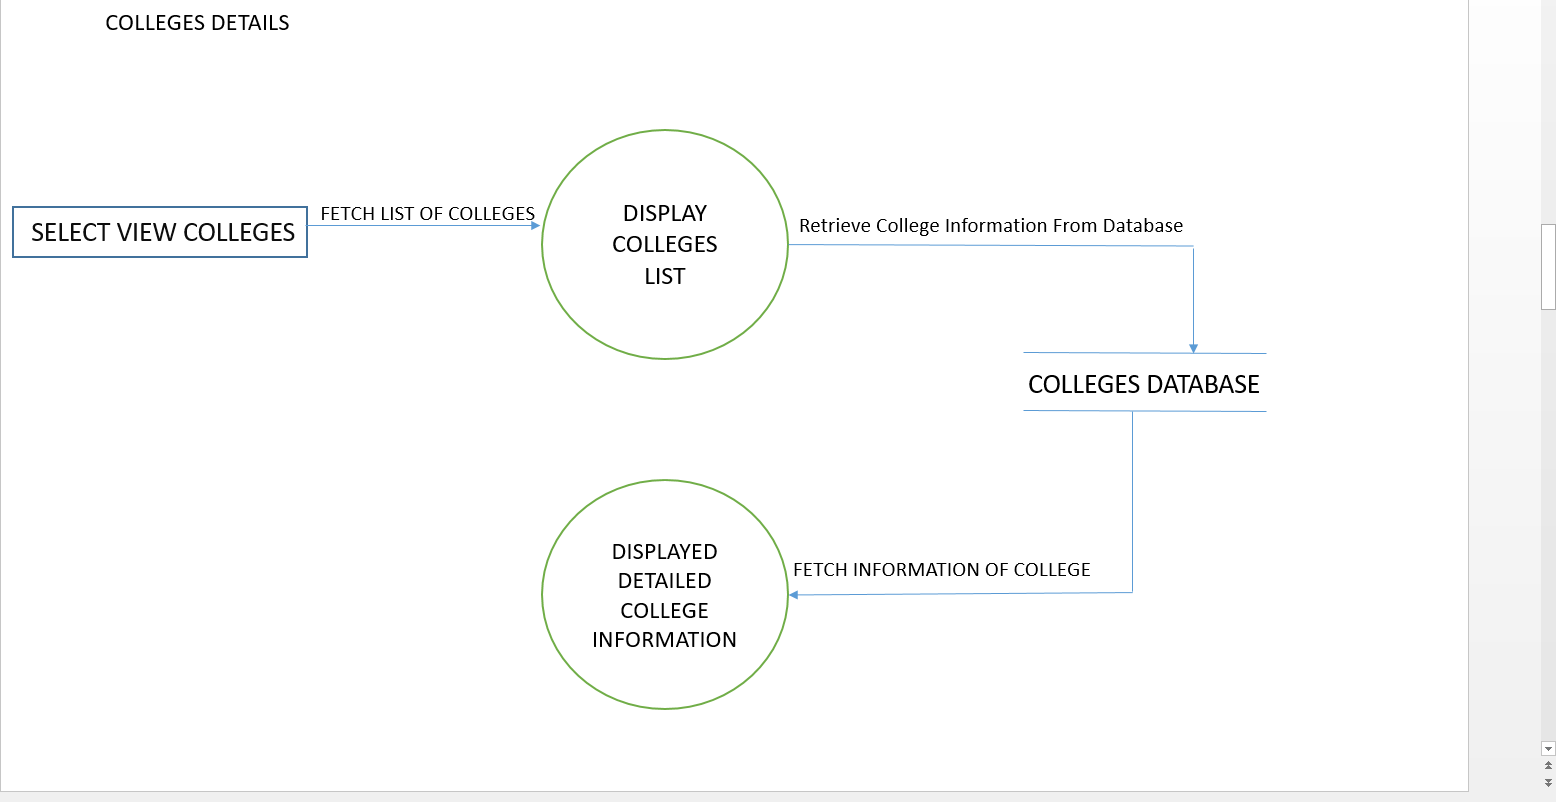 COLLEGES DETAILS
SELECT VIEW COLLEGES
FETCH LIST OF COLLEGES
DISPLAY
COLLEGES
LIST
Retrieve College Information From Database
COLLEGES DATABASE
DISPLAYED
DETAILED
COLLEGE
INFORMATION
FETCH INFORMATION OF COLLEGE